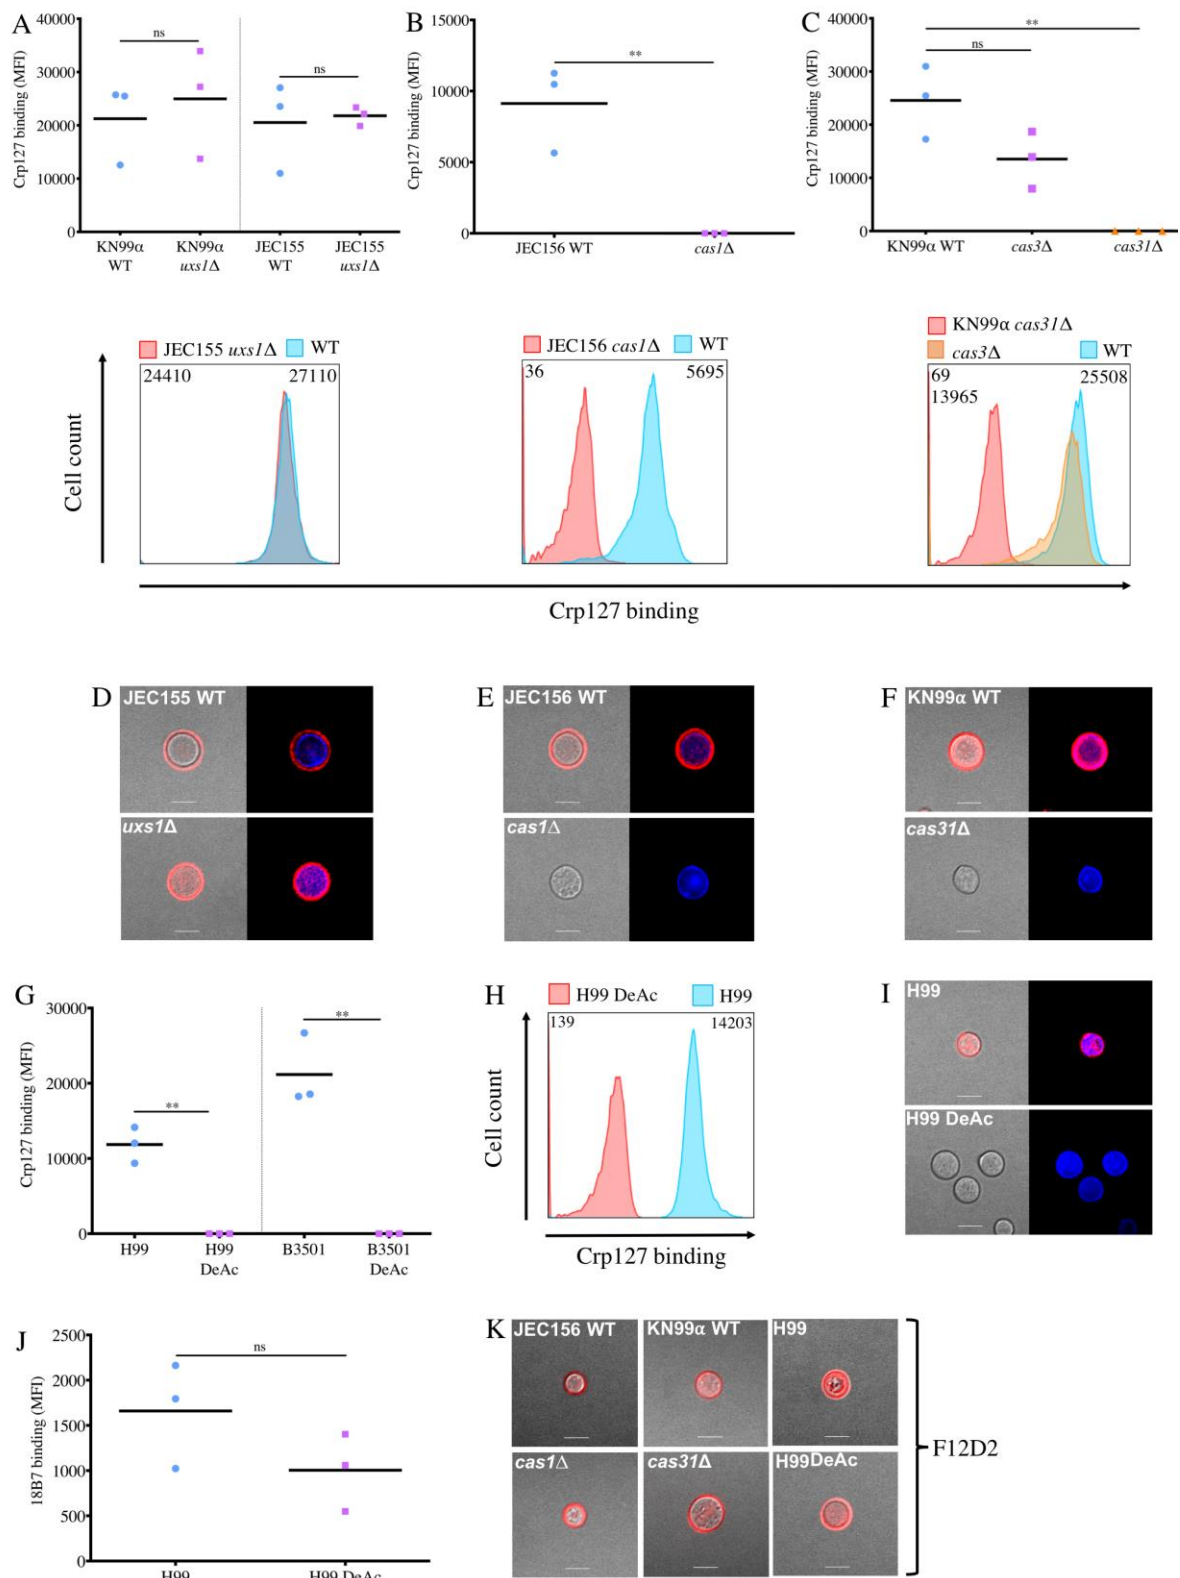 A
Crp127 binding (MFI)
40000
30000
20000
10000
0
ns
ns
KN99α
WT
KN99α
uxs1Δ
JEC155
WT
JEC155
uxs1Δ
B
Crp127 binding (MFI)
15000
10000
5000
0
**
JEC156 WT
cas1Δ
C
Crp127 binding (MFI)
40000
30000
20000
10000
0
**
ns
KN99α WT
cas3Δ
cas31Δ
Cell count
JEC155 uxs1Δ
WT
24410
27110
JEC156 cas1Δ
WT
36
5695
KN99α cas31Δ
cas3Δ
WT
69
13965
25508
Crp127 binding
D
JEC155 WT
uxs1Δ
E
JEC156 WT
cas1Δ
F
KN99α WT
cas31Δ
G
Crp127 binding (MFI)
30000
20000
10000
0
**
**
H99
H99
DeAc
B3501
B3501
DeAc
H
H99 DeAc
H99
139
14203
Cell count
Crp127 binding
I
H99
H99 DeAc
J
18B7 binding (MFI)
2500
2000
1500
1000
500
0
ns
H99
H99 DeAc
K
JEC156 WT
KN99α WT
H99
cas1Δ
cas31Δ
H99DeAc
F12D2